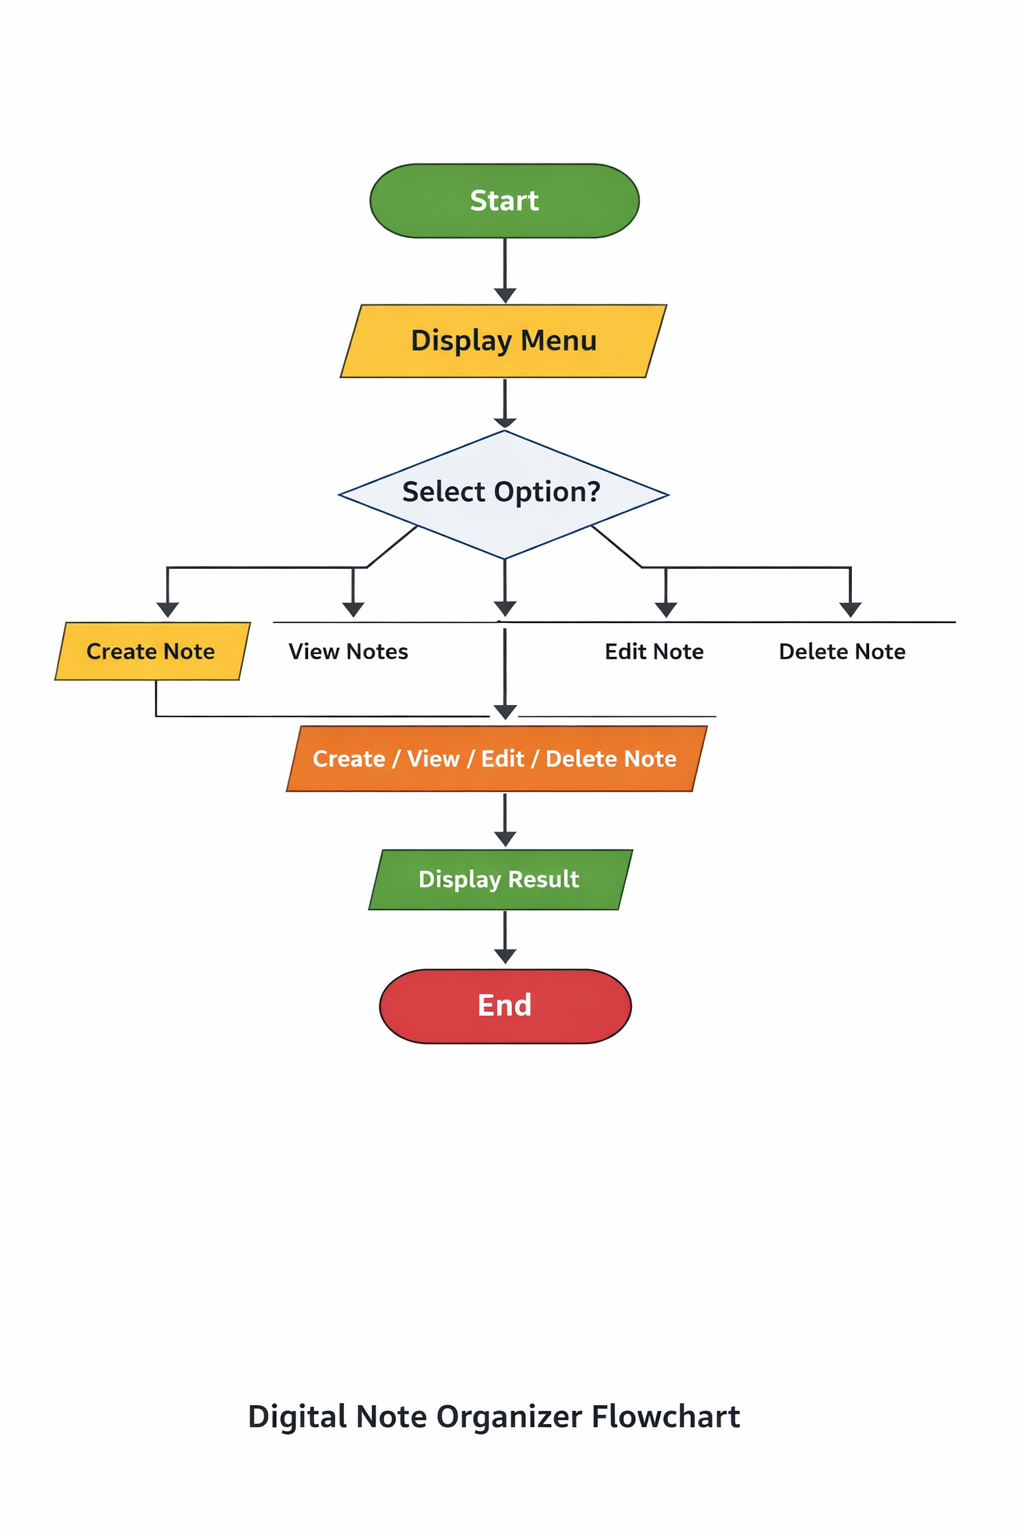 Start
Display Menu
Select Option?
Create Note
View Notes
Edit Note
Delete Note
Create / View / Edit / Delete Note
Display Result
End
Digital Note Organizer Flowchart